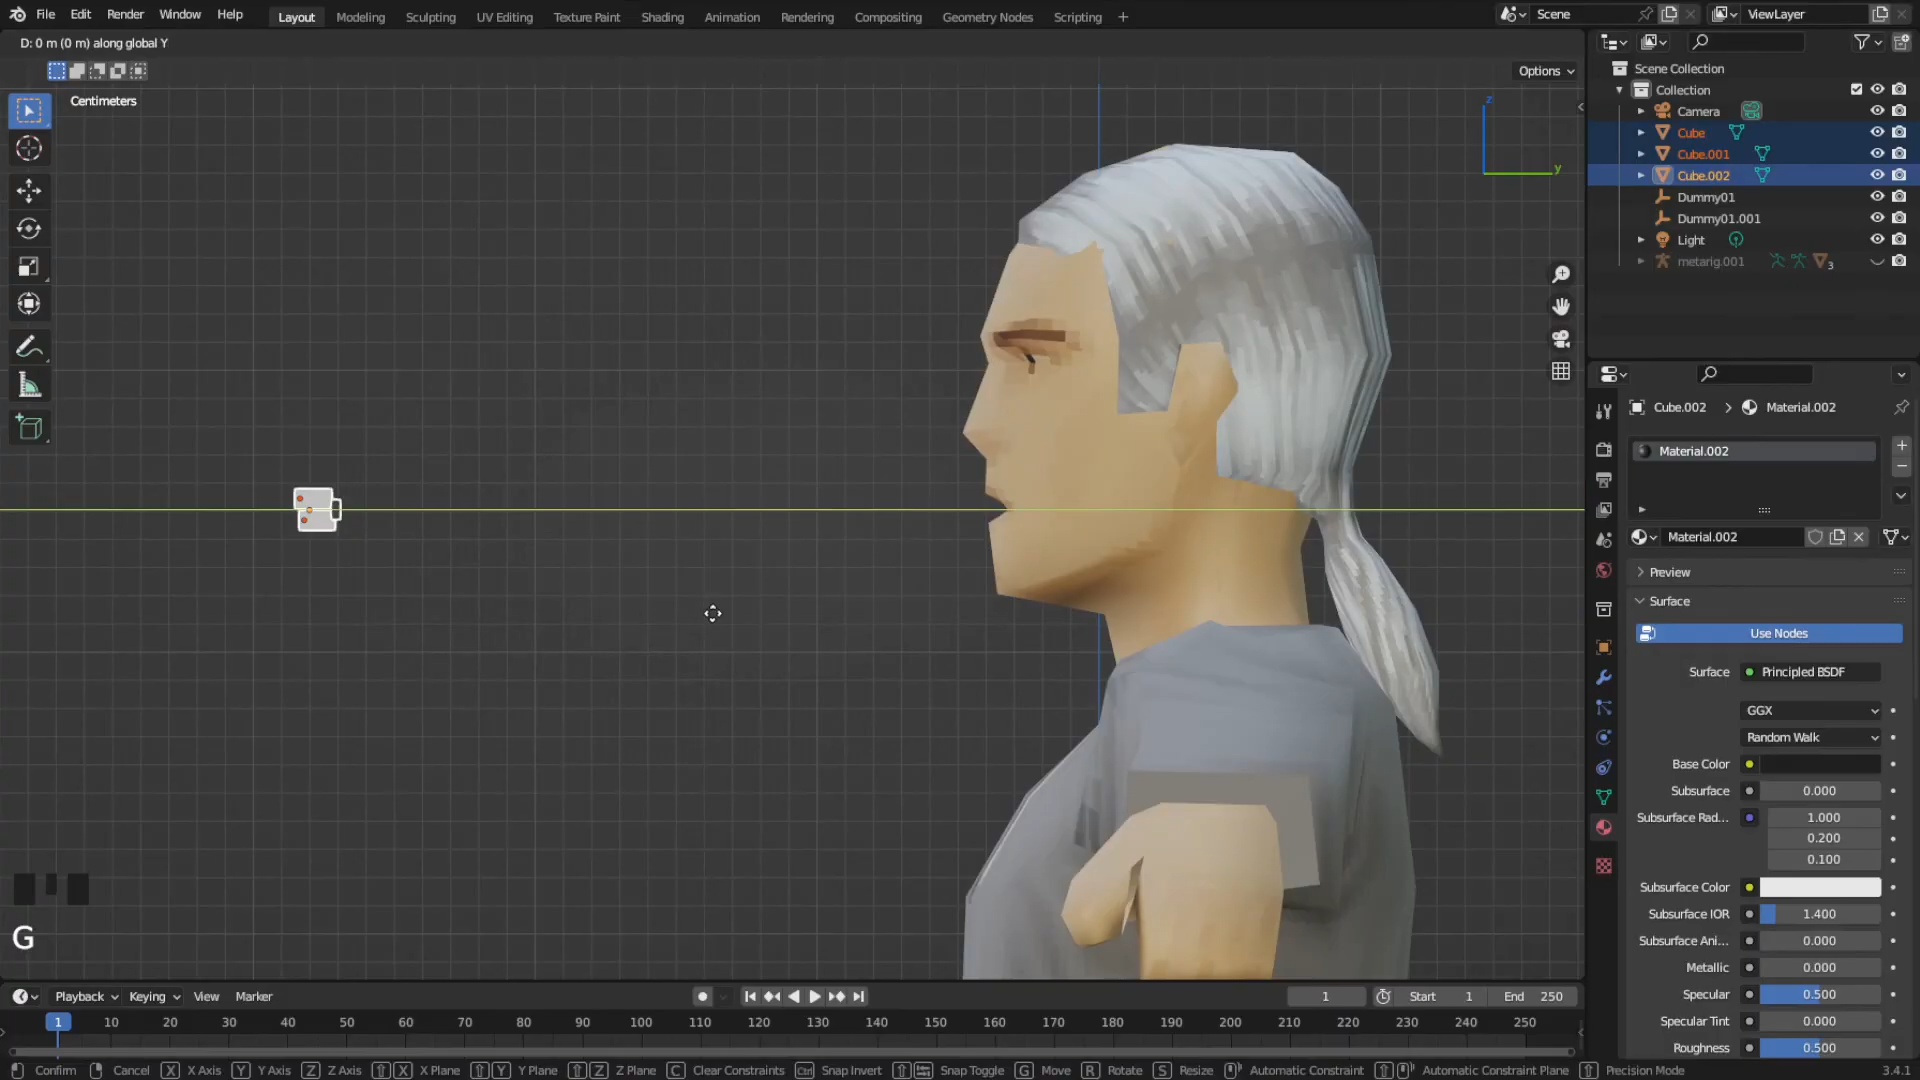 File Edit Render Window Help Layout Modeling Sculpting UV Editing Texture Paint Shading Animation Rendering Compositing Geometry Nodes Scripting + Scene ViewLayer
D: 0 m (0 m) along global Y
Options
Centimeters
z
y
G
Scene Collection
Collection
Camera
Cube
Cube.001
Cube.002
Dummy01
Dummy01.001
Light
metarig.001 3
Cube.002 > Material.002
Material.002
Material.002
Preview
Surface
Use Nodes
Surface Principled BSDF
GGX
Random Walk
Base Color
Subsurface 0.000
Subsurface Rad... 1.000
0.200
0.100
Subsurface Color
Subsurface IOR 1.400
Subsurface Ani... 0.000
Metallic 0.000
Specular 0.500
Specular Tint 0.000
Roughness 0.500
Playback Keying View Marker 1 Start 1 End 250
1 10 20 30 40 50 60 70 80 90 100 110 120 130 140 150 160 170 180 190 200 210 220 230 240 250
Confirm Cancel X X Axis Y Y Axis Z Z Axis X X Plane Y Y Plane Z Z Plane C Clear Constraints Ctrl Snap Invert Snap Toggle G Move R Rotate S Resize Automatic Constraint Automatic Constraint Plane Precision Mode 3.4.1